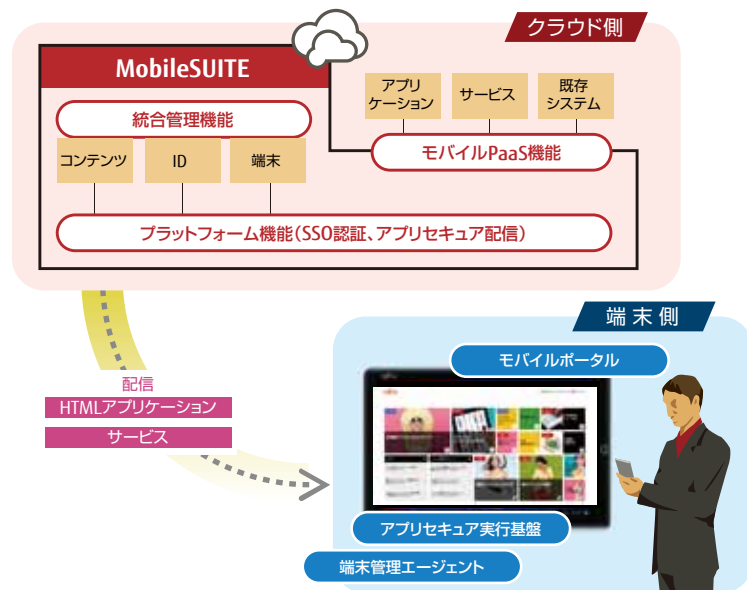 クラウド側
MobileSUITE
統合管理機能
コンテンツ
ID
端末
アプリ
ケーション
サービス
既存
システム
モバイルPaaS機能
プラットフォーム機能（SSO認証、アプリセキュア配信）
配信
HTMLアプリケーション
サービス
端末側
モバイルポータル
アプリセキュア実行基盤
端末管理エージェント